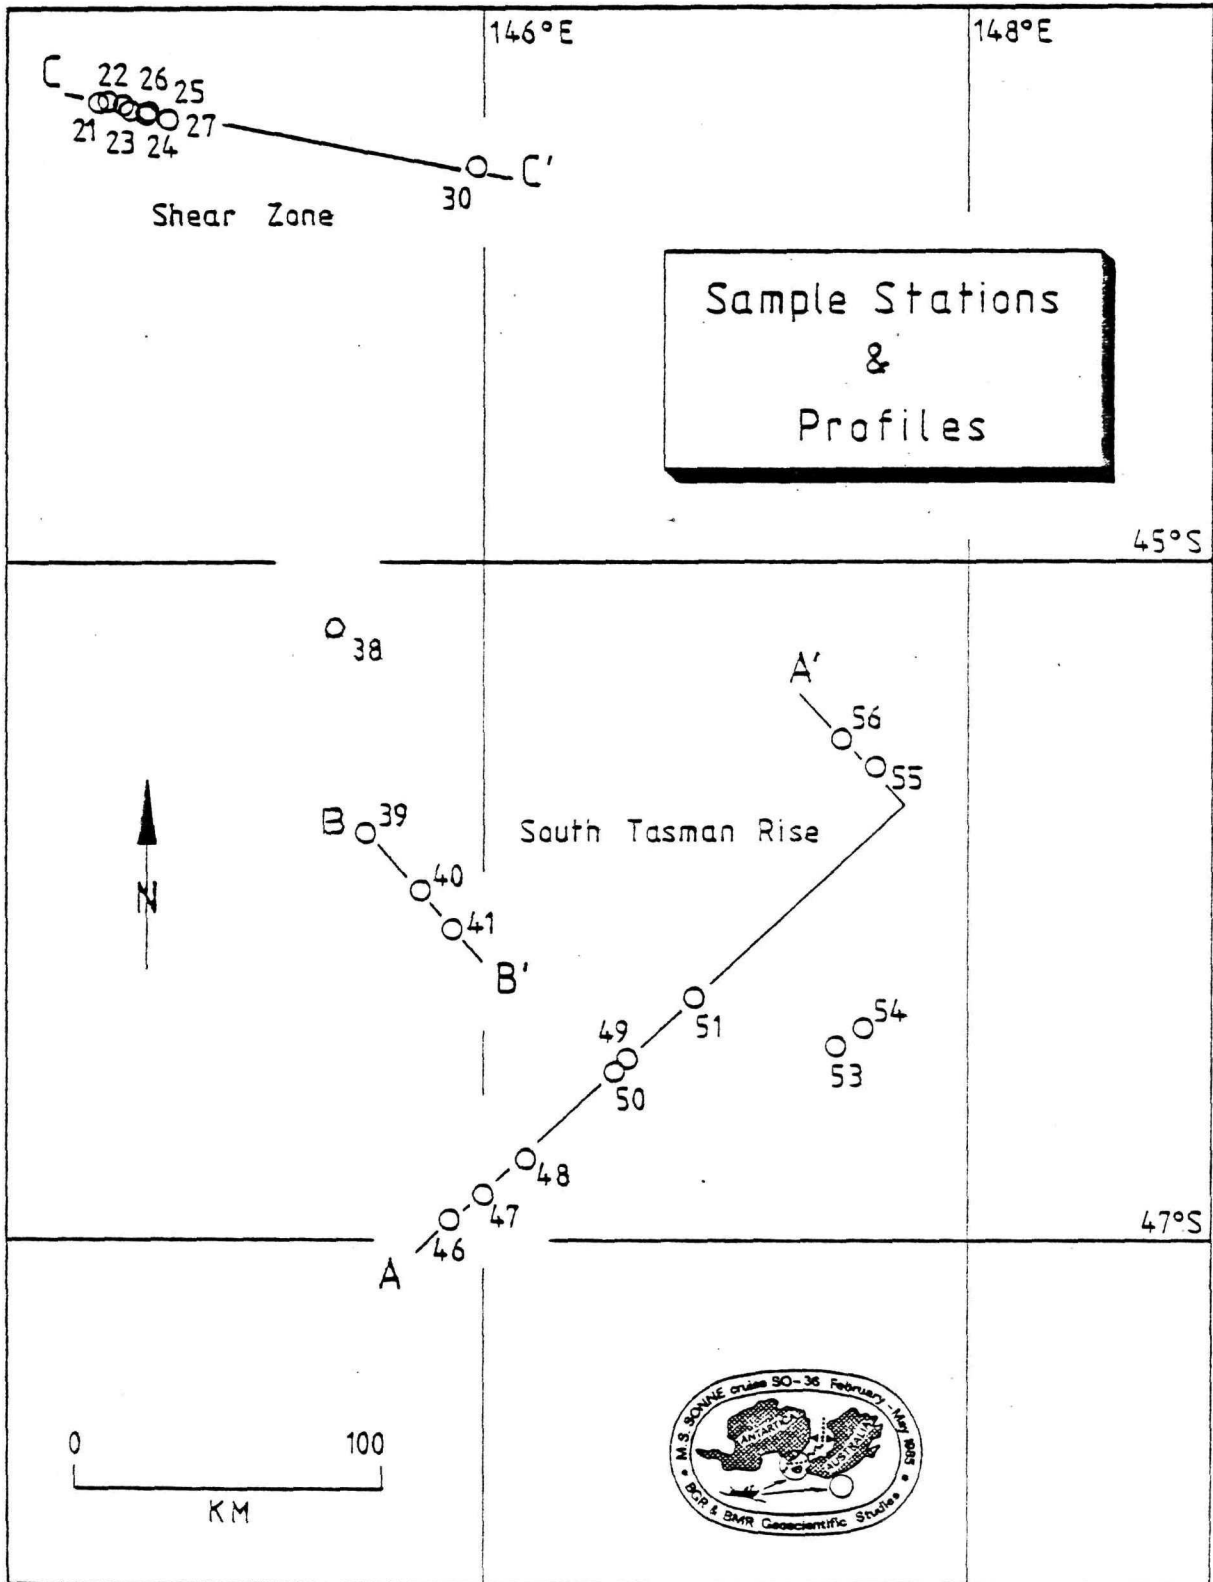 146°E
148°E
C
22
26
25
21
23
24
27
30
C'
Shear Zone
Sample Stations
&
Profiles
45°S
38
A'
56
55
B
39
South Tasman Rise
40
N
41
B'
51
54
49
53
50
48
47
46
47°S
A
M.S. SONNE cruise SO-36 February-May 1985
ANTARTICA
AUSTRALIA
BGR & BMR Geoscientific Studies
0
100
KM